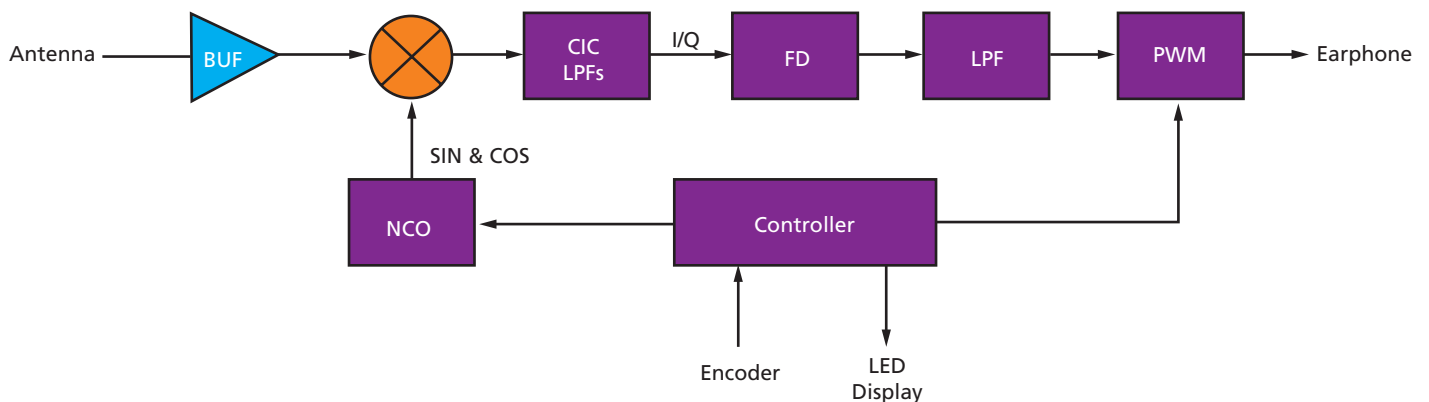 Antenna
BUF
CIC
LPFs
I/Q
FD
LPF
PWM
Earphone
SIN & COS
NCO
Controller
Encoder
LED
Display